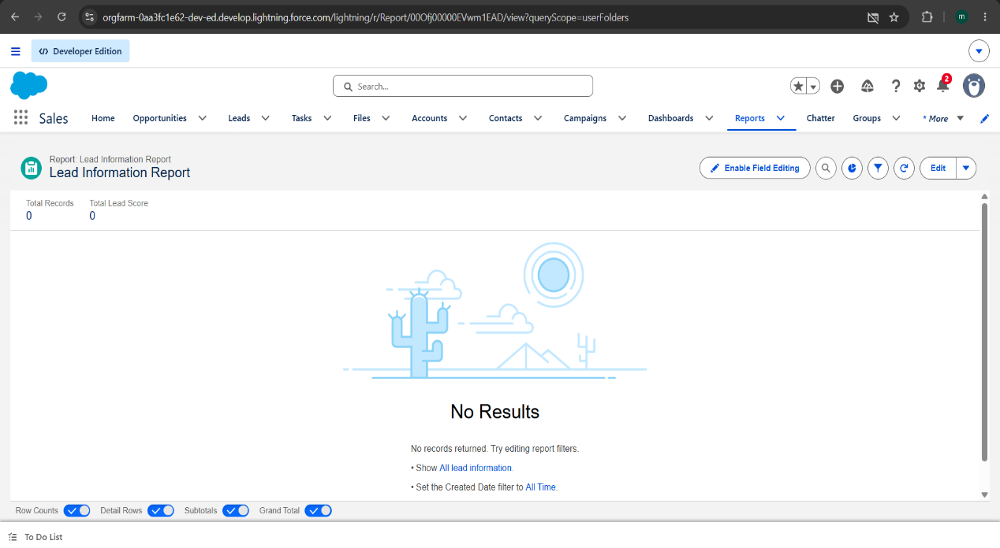 orgfarm-0aa3fc1e62-dev-ed.develop.lightning.force.com/lightning/r/Report/00Ofj00000EVwm1EAD/view?queryScope=userFolders
m
Developer Edition
Search...
2
Sales Home Opportunities Leads Tasks Files Accounts Contacts Campaigns Dashboards Reports Chatter Groups * More
Report: Lead Information Report
Lead Information Report
Enable Field Editing
Edit
Total Records Total Lead Score
0 0
No Results
No records returned. Try editing report filters.
• Show All lead information.
• Set the Created Date filter to All Time.
Row Counts Detail Rows Subtotals Grand Total
To Do List